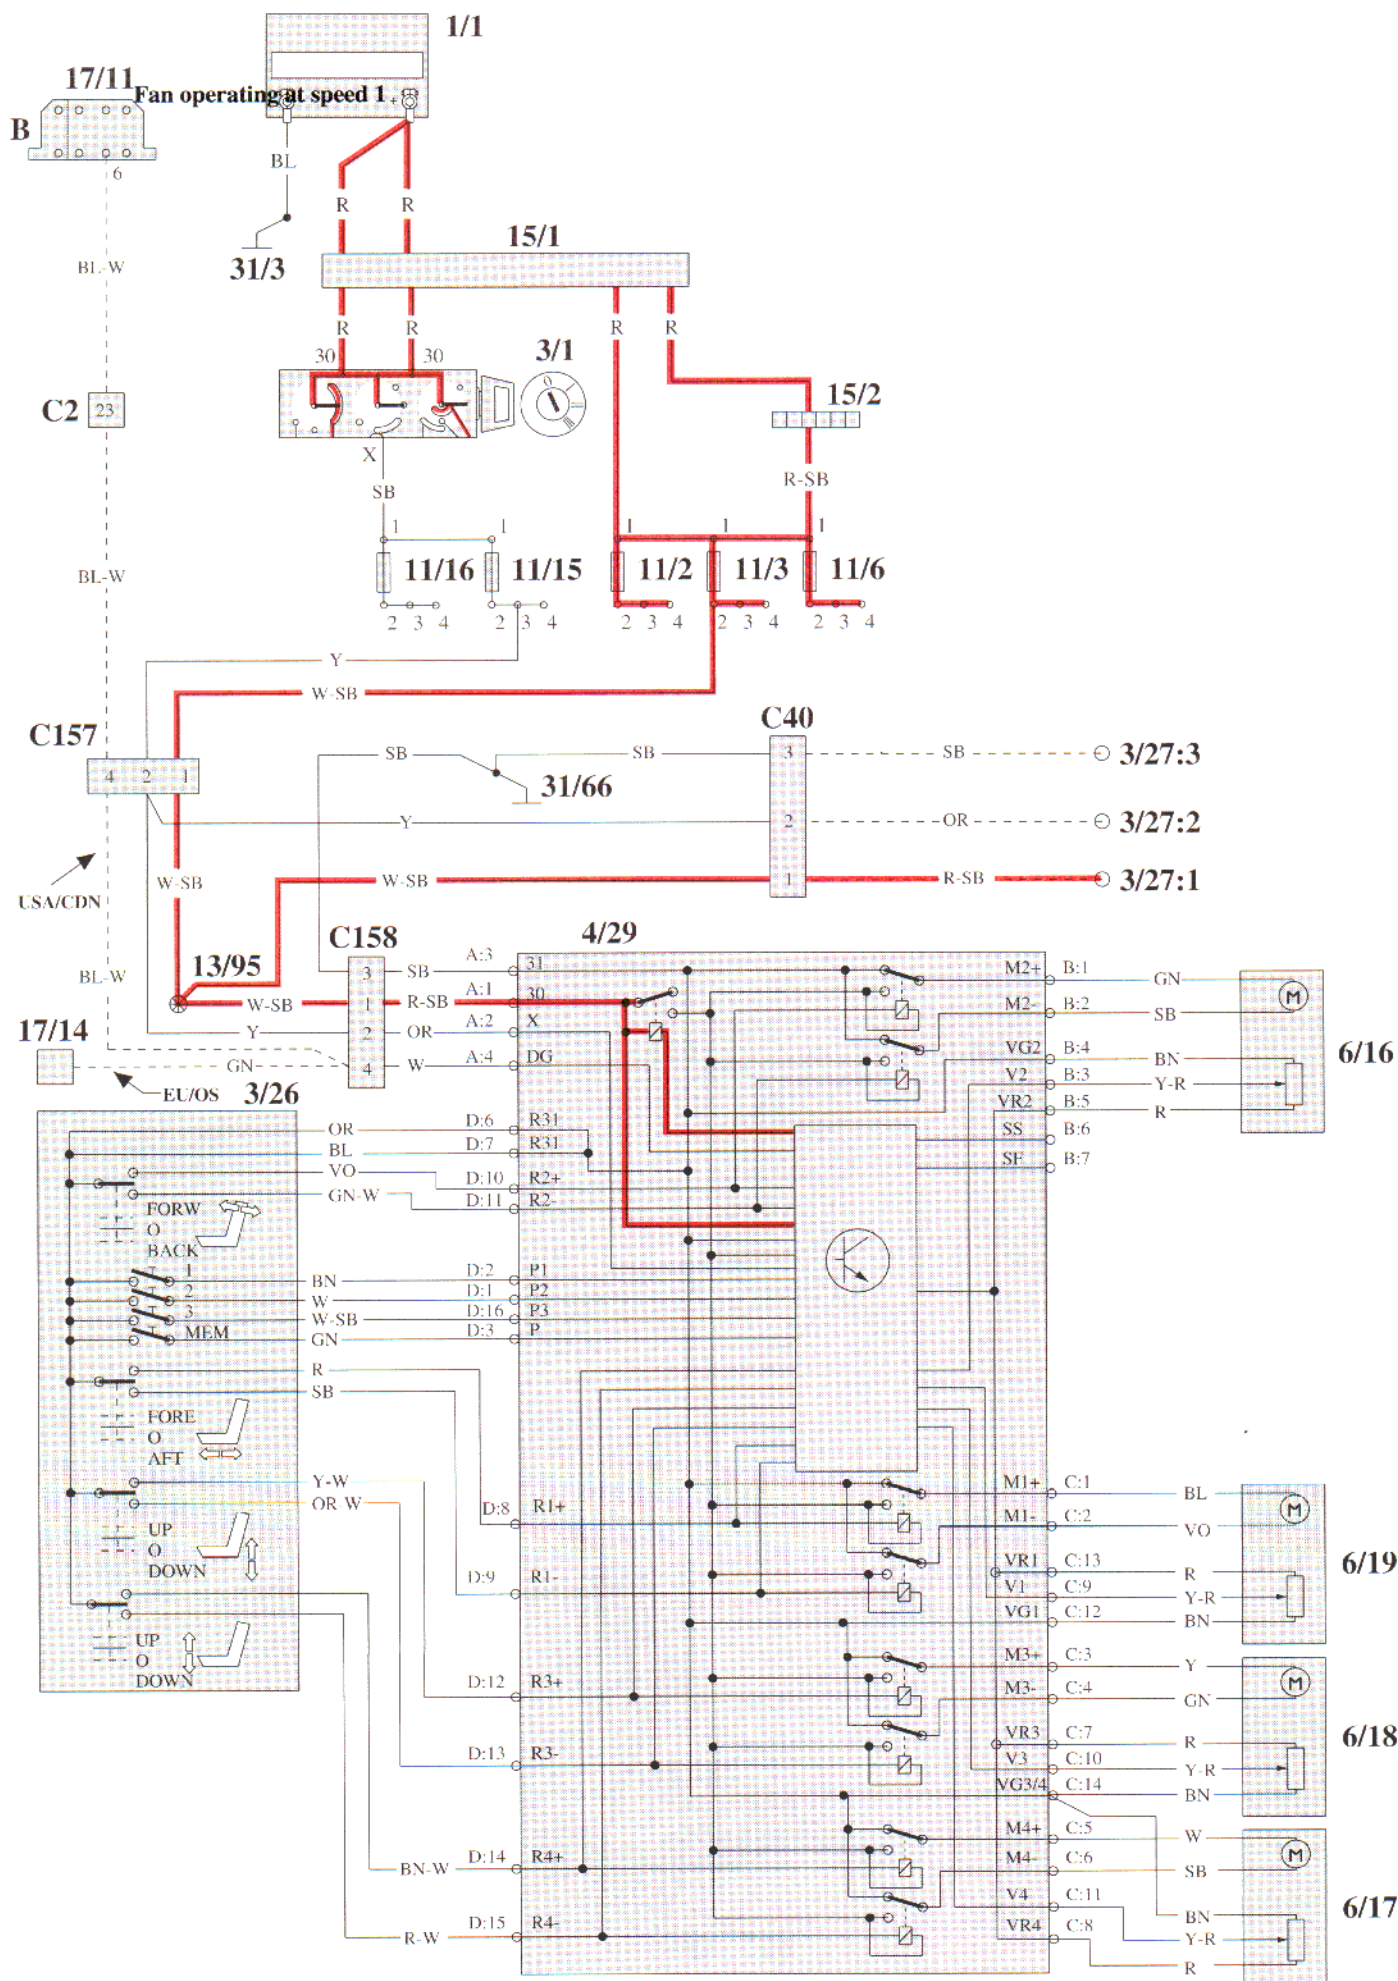 1/1
17/11
Fan operating at speed 1 +
B
6
BL
R R
15/1
BL-W
31/3
R R R R
30 30
3/1
0
15/2
C2
23
X
R-SB
SB
1 1 1 1 1
BL-W
11/16 11/15 11/2 11/3 11/6
2 3 4 2 3 4 2 3 4 2 3 4 2 3 4
Y
W-SB
C157
C40
4 2 1
SB SB 3 SB 3/27:3
31/66
Y 2 OR 3/27:2
W-SB W-SB 1 R-SB 3/27:1
USA/CDN
C158
4/29
13/95
BL-W
3 SB A:3 31 M2+ B:1 GN
W-SB 1 R-SB A:1 30 M2- B:2 SB
17/14
Y 2 OR A:2 X
6/16
GN 4 W A:4 DG VG2 B:4 BN
V2 B:3 Y-R
EU/OS
3/26
VR2 B:5 R
OR D:6 R31 SS B:6
BL D:7 R31 SF B:7
VO D:10 R2+
GN-W D:11 R2-
FORW
O
BACK
1 BN D:2 P1
2 W D:1 P2
3 W-SB D:16 P3
MEM GN D:3 P
R
SB
FORE
O
AFT
Y-W
OR-W
D:8 R1+
UP
O
DOWN
M1+ C:1 BL
M
M1- C:2 VO
6/19
D:9 R1-
VR1 C:13 R
V1 C:9 Y-R
VG1 C:12 BN
UP
O
DOWN
M3+ C:3 Y
M
D:12 R3+
M3- C:4 GN
6/18
VR3 C:7 R
D:13 R3-
V3 C:10 Y-R
VG3/4 C:14 BN
M4+ C:5 W
M
BN-W D:14 R4+
M4- C:6 SB
V4 C:11 BN
6/17
R-W D:15 R4-
VR4 C:8 Y-R
R
M